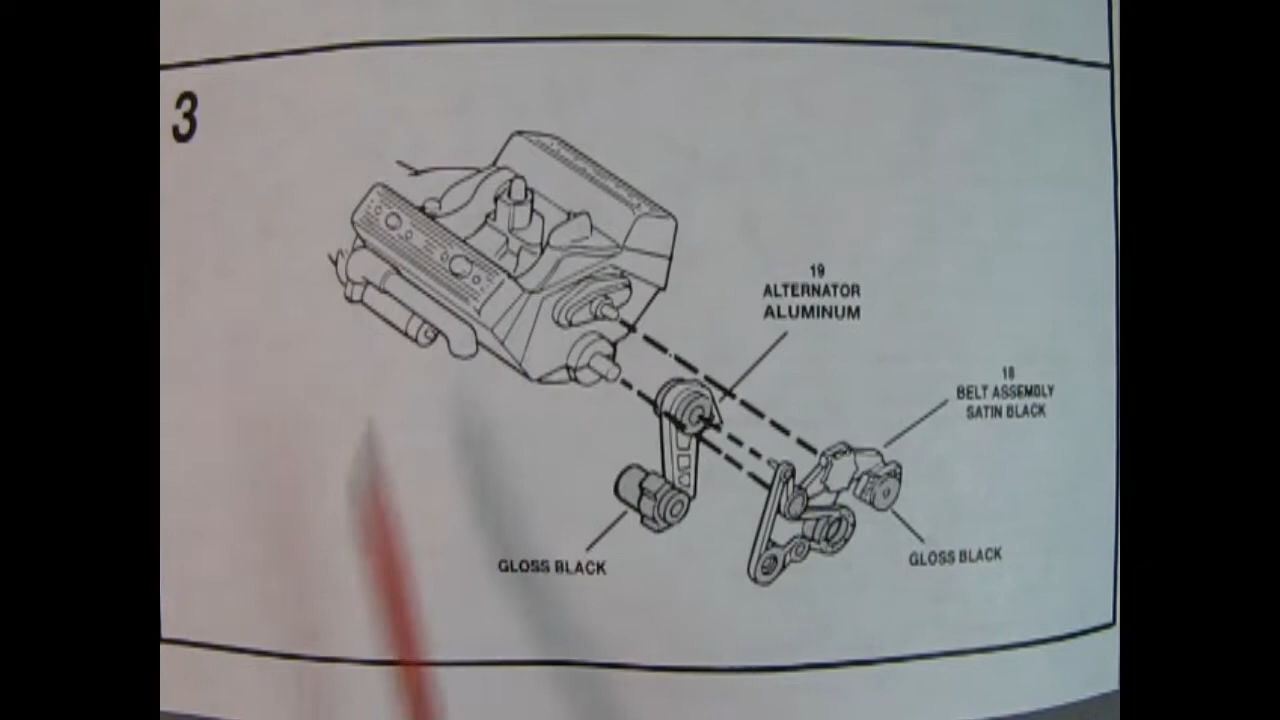 3
19
ALTERNATOR
ALUMINUM
18
BELT ASSEMBLY
SATIN BLACK
GLOSS BLACK
GLOSS BLACK